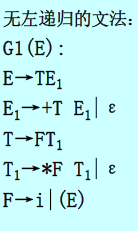 无左递归的文法:
G1(E):
E→TE₁
E₁→+T E₁|ε
T→FT₁
T₁→*F T₁|ε
F→i|(E)